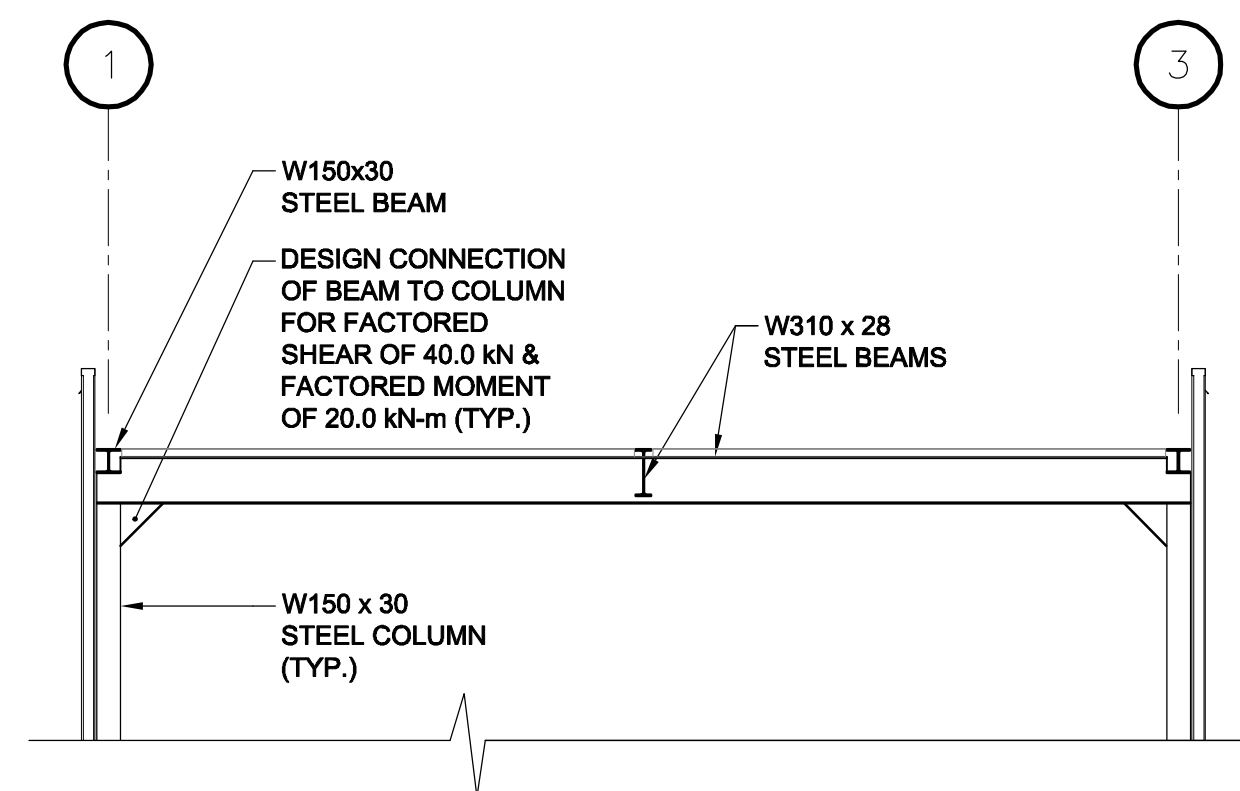 1
3
W150x30
STEEL BEAM
DESIGN CONNECTION
OF BEAM TO COLUMN
FOR FACTORED
SHEAR OF 40.0 kN &
FACTORED MOMENT
OF 20.0 kN-m (TYP.)
W310 x 28
STEEL BEAMS
W150 x 30
STEEL COLUMN
(TYP.)